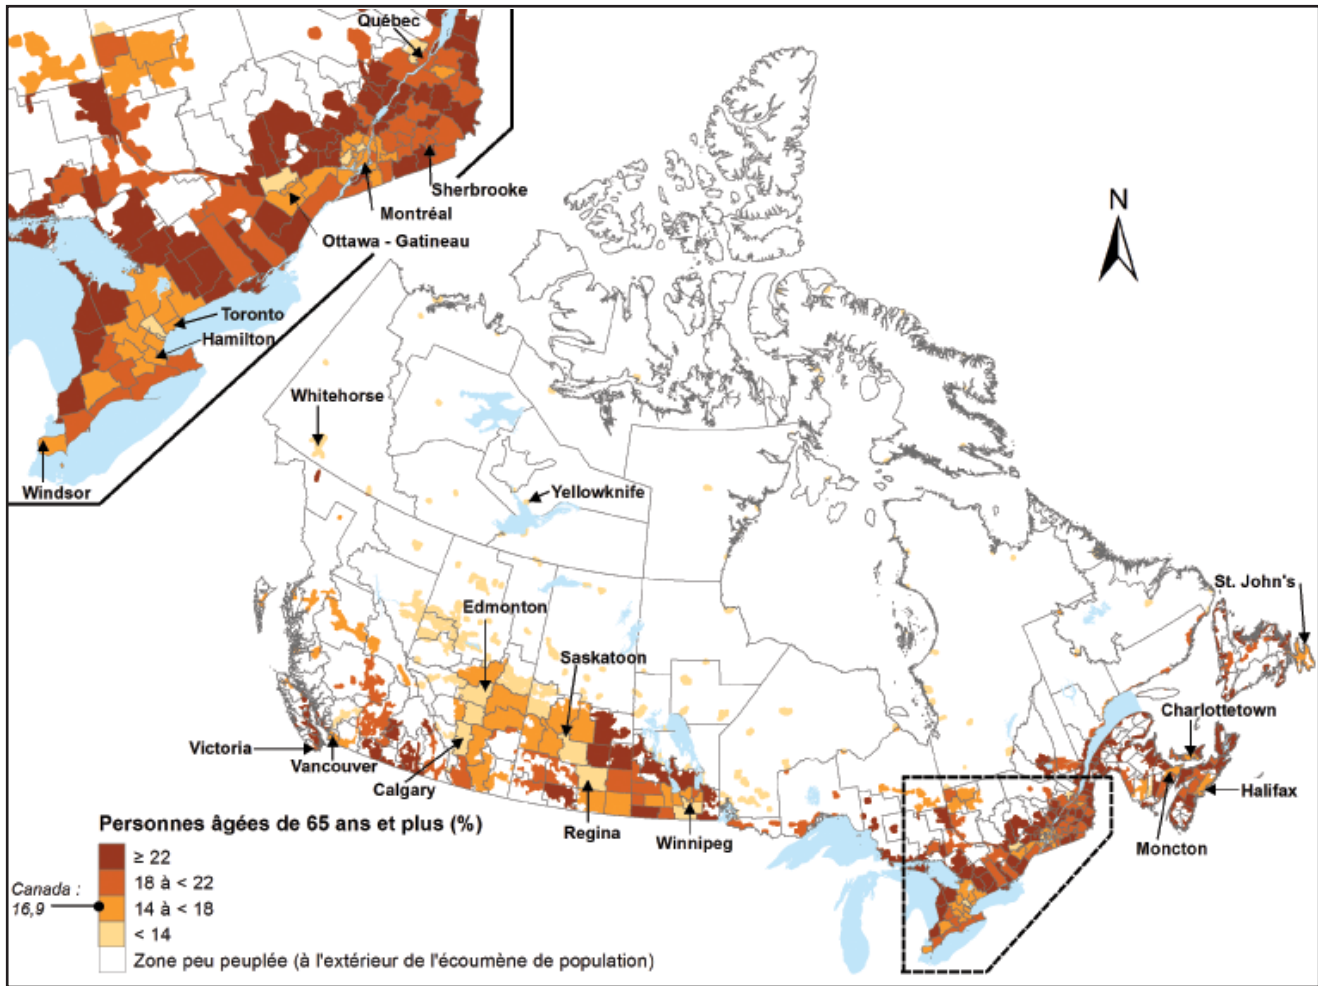 Québec
Sherbrooke
Montréal
Ottawa - Gatineau
Toronto
Hamilton
Windsor
N
Whitehorse
Yellowknife
St. John's
Edmonton
Saskatoon
Charlottetown
Victoria
Vancouver
Calgary
Halifax
Regina
Winnipeg
Moncton
Personnes âgées de 65 ans et plus (%)
≥ 22
18 à < 22
Canada :
16,9
14 à < 18
< 14
Zone peu peuplée (à l'extérieur de l'écoumène de population)